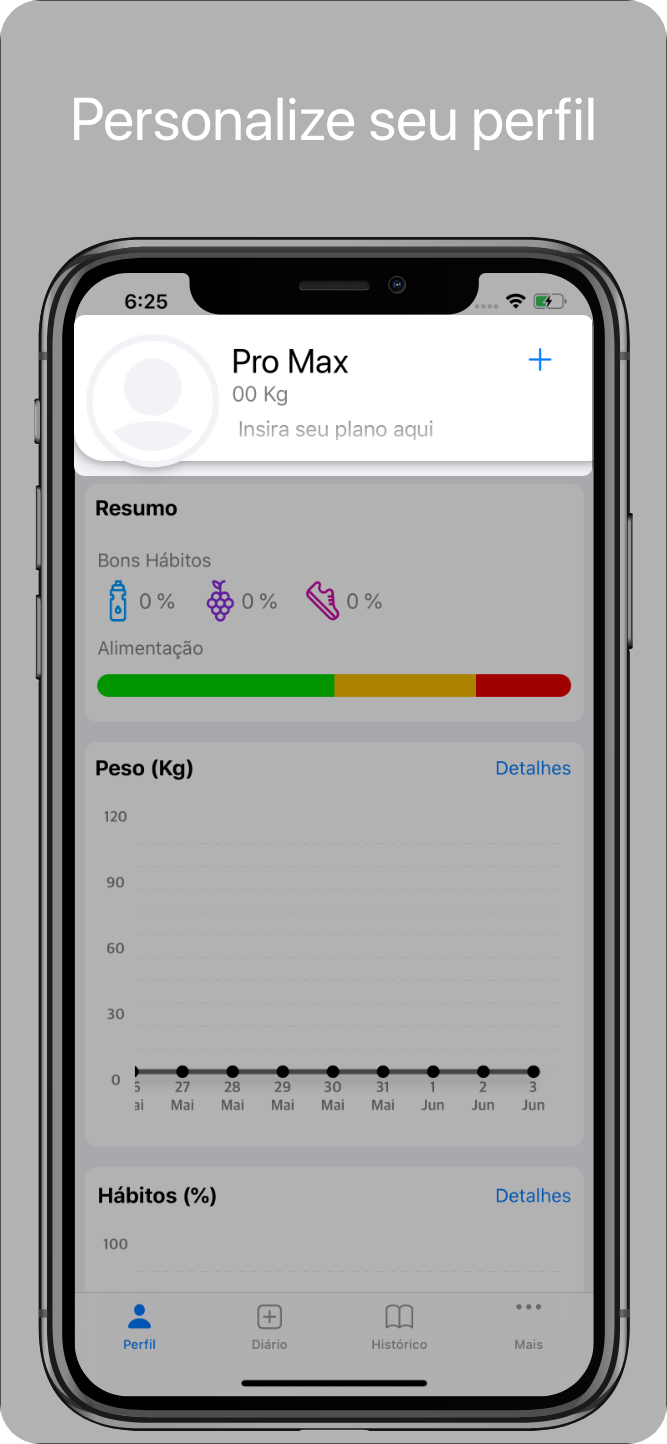 Personalize seu perfil
6:25
Pro Max
00 Kg
Insira seu plano aqui
Resumo
Bons Hábitos
0 % 0 % 0 %
Alimentação
Peso (Kg) Detalhes
120
90
60
30
0
27 28 29 30 31 1 2 3
Mai Mai Mai Mai Mai Jun Jun Jun
Hábitos (%) Detalhes
100
Perfil Diário Histórico Mais